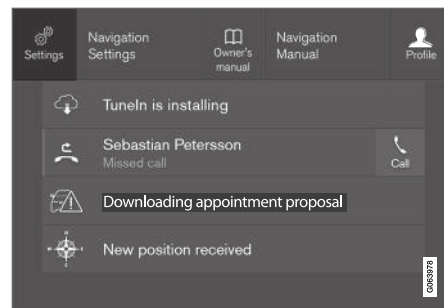 Settings
Navigation
Settings
Owner's
manual
Navigation
Manual
Profile
TuneIn is installing
Sebastian Petersson
Missed call
Call
Downloading appointment proposal
New position received
G063978